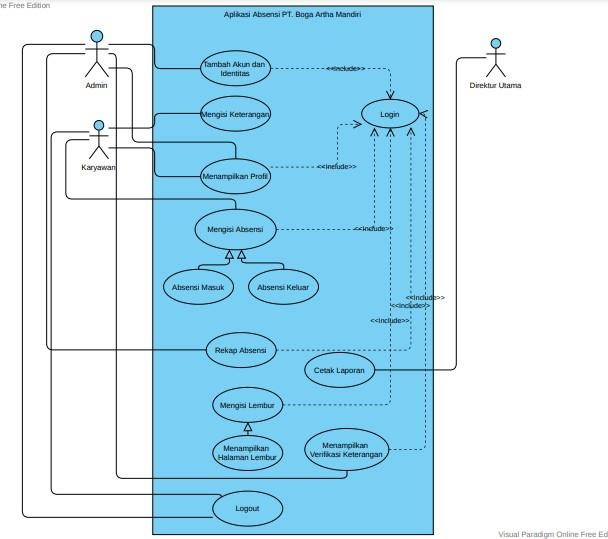 ne Free Edition
Aplikasi Absensi PT. Boga Artha Mandiri
Admin
Tambah Akun dan
Identitas
<<Include>>
Direktur Utama
Mengisi Keterangan
Login
Karyawan
Menampilkan Profil
<<Include>>
Mengisi Absensi
<<Include>>
Absensi Masuk
Absensi Keluar
<<Include>>
<<Include>>
<<Include>>
Rekap Absensi
Cetak Laporan
Mengisi Lembur
Menampilkan
Halaman Lembur
Menampilkan
Verifikasi Keterangan
Logout
Visual Paradigm Online Free Ed